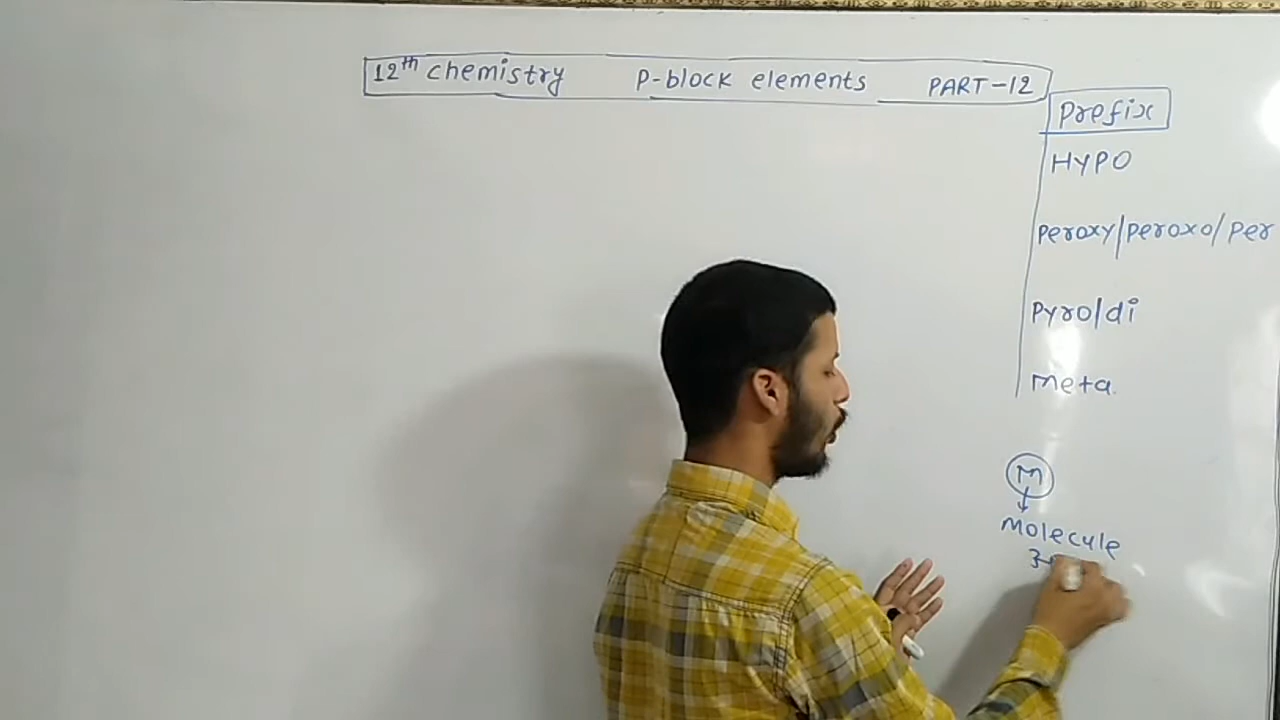 12th chemistry P-block elements PART-12
Prefix
HYPO
Peroxy/Peroxo/Per
Pyro/di
Meta.
M
Molecule